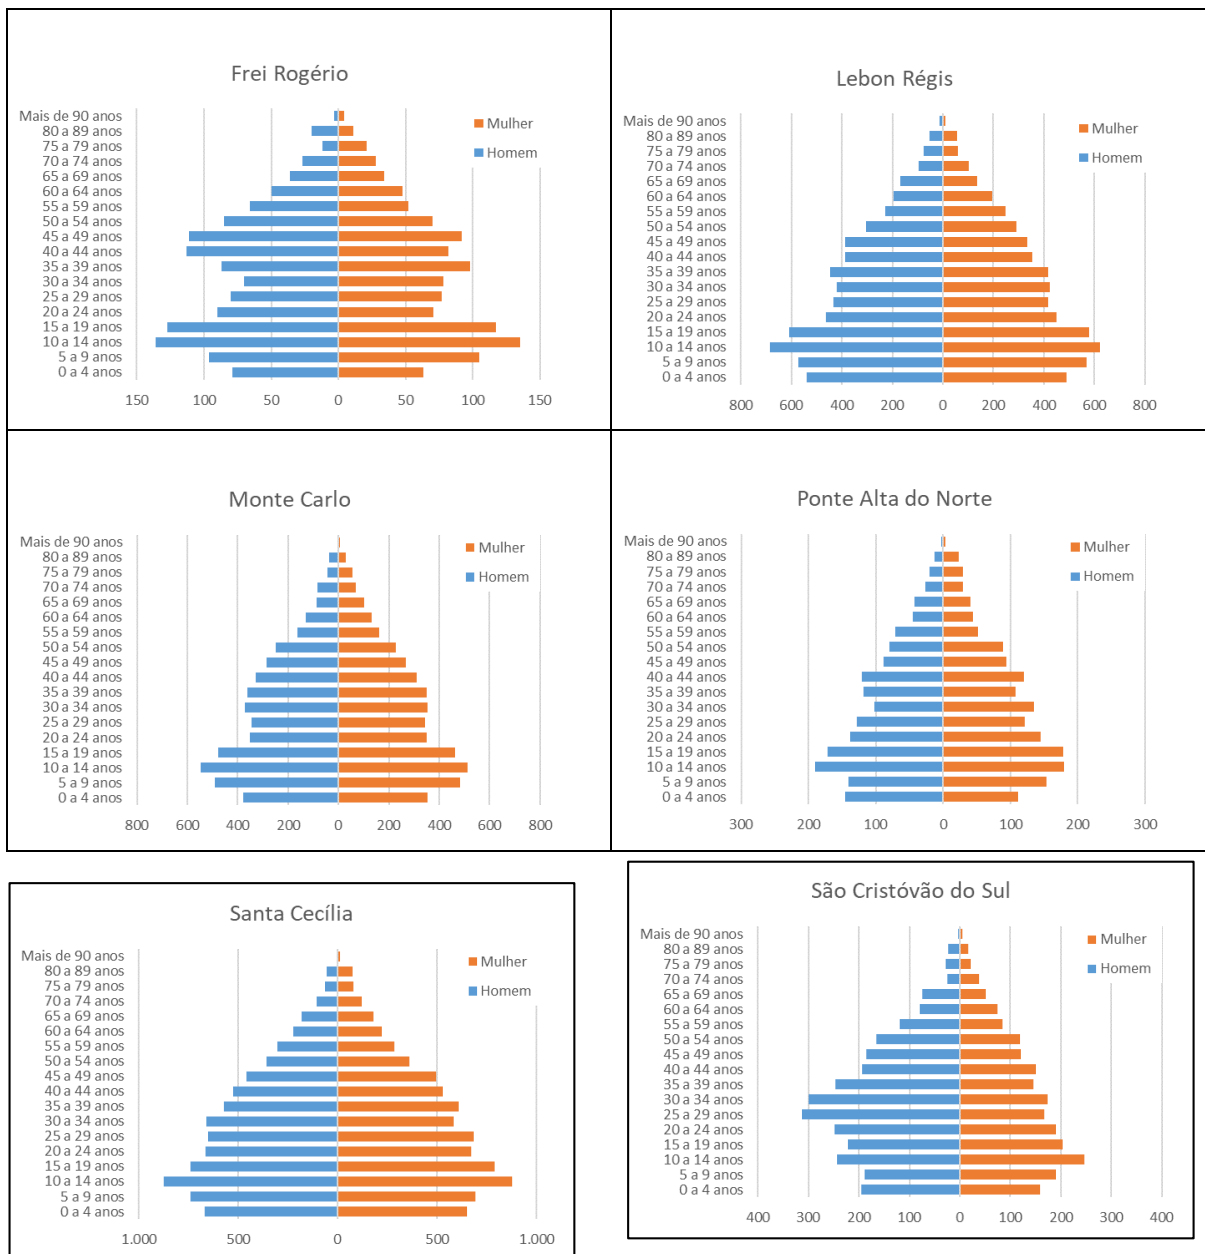 Frei Rogério
Mais de 90 anos
80 a 89 anos
75 a 79 anos
70 a 74 anos
65 a 69 anos
60 a 64 anos
55 a 59 anos
50 a 54 anos
45 a 49 anos
40 a 44 anos
35 a 39 anos
30 a 34 anos
25 a 29 anos
20 a 24 anos
15 a 19 anos
10 a 14 anos
5 a 9 anos
0 a 4 anos
Mulher
Homem
150 100 50 0 50 100 150
Lebon Régis
Mais de 90 anos
80 a 89 anos
75 a 79 anos
70 a 74 anos
65 a 69 anos
60 a 64 anos
55 a 59 anos
50 a 54 anos
45 a 49 anos
40 a 44 anos
35 a 39 anos
30 a 34 anos
25 a 29 anos
20 a 24 anos
15 a 19 anos
10 a 14 anos
5 a 9 anos
0 a 4 anos
Mulher
Homem
800 600 400 200 0 200 400 600 800
Monte Carlo
Mais de 90 anos
80 a 89 anos
75 a 79 anos
70 a 74 anos
65 a 69 anos
60 a 64 anos
55 a 59 anos
50 a 54 anos
45 a 49 anos
40 a 44 anos
35 a 39 anos
30 a 34 anos
25 a 29 anos
20 a 24 anos
15 a 19 anos
10 a 14 anos
5 a 9 anos
0 a 4 anos
Mulher
Homem
800 600 400 200 0 200 400 600 800
Ponte Alta do Norte
Mais de 90 anos
80 a 89 anos
75 a 79 anos
70 a 74 anos
65 a 69 anos
60 a 64 anos
55 a 59 anos
50 a 54 anos
45 a 49 anos
40 a 44 anos
35 a 39 anos
30 a 34 anos
25 a 29 anos
20 a 24 anos
15 a 19 anos
10 a 14 anos
5 a 9 anos
0 a 4 anos
Mulher
Homem
300 200 100 0 100 200 300
Santa Cecília
Mais de 90 anos
80 a 89 anos
75 a 79 anos
70 a 74 anos
65 a 69 anos
60 a 64 anos
55 a 59 anos
50 a 54 anos
45 a 49 anos
40 a 44 anos
35 a 39 anos
30 a 34 anos
25 a 29 anos
20 a 24 anos
15 a 19 anos
10 a 14 anos
5 a 9 anos
0 a 4 anos
Mulher
Homem
1.000 500 0 500 1.000
São Cristóvão do Sul
Mais de 90 anos
80 a 89 anos
75 a 79 anos
70 a 74 anos
65 a 69 anos
60 a 64 anos
55 a 59 anos
50 a 54 anos
45 a 49 anos
40 a 44 anos
35 a 39 anos
30 a 34 anos
25 a 29 anos
20 a 24 anos
15 a 19 anos
10 a 14 anos
5 a 9 anos
0 a 4 anos
Mulher
Homem
400 300 200 100 0 100 200 300 400